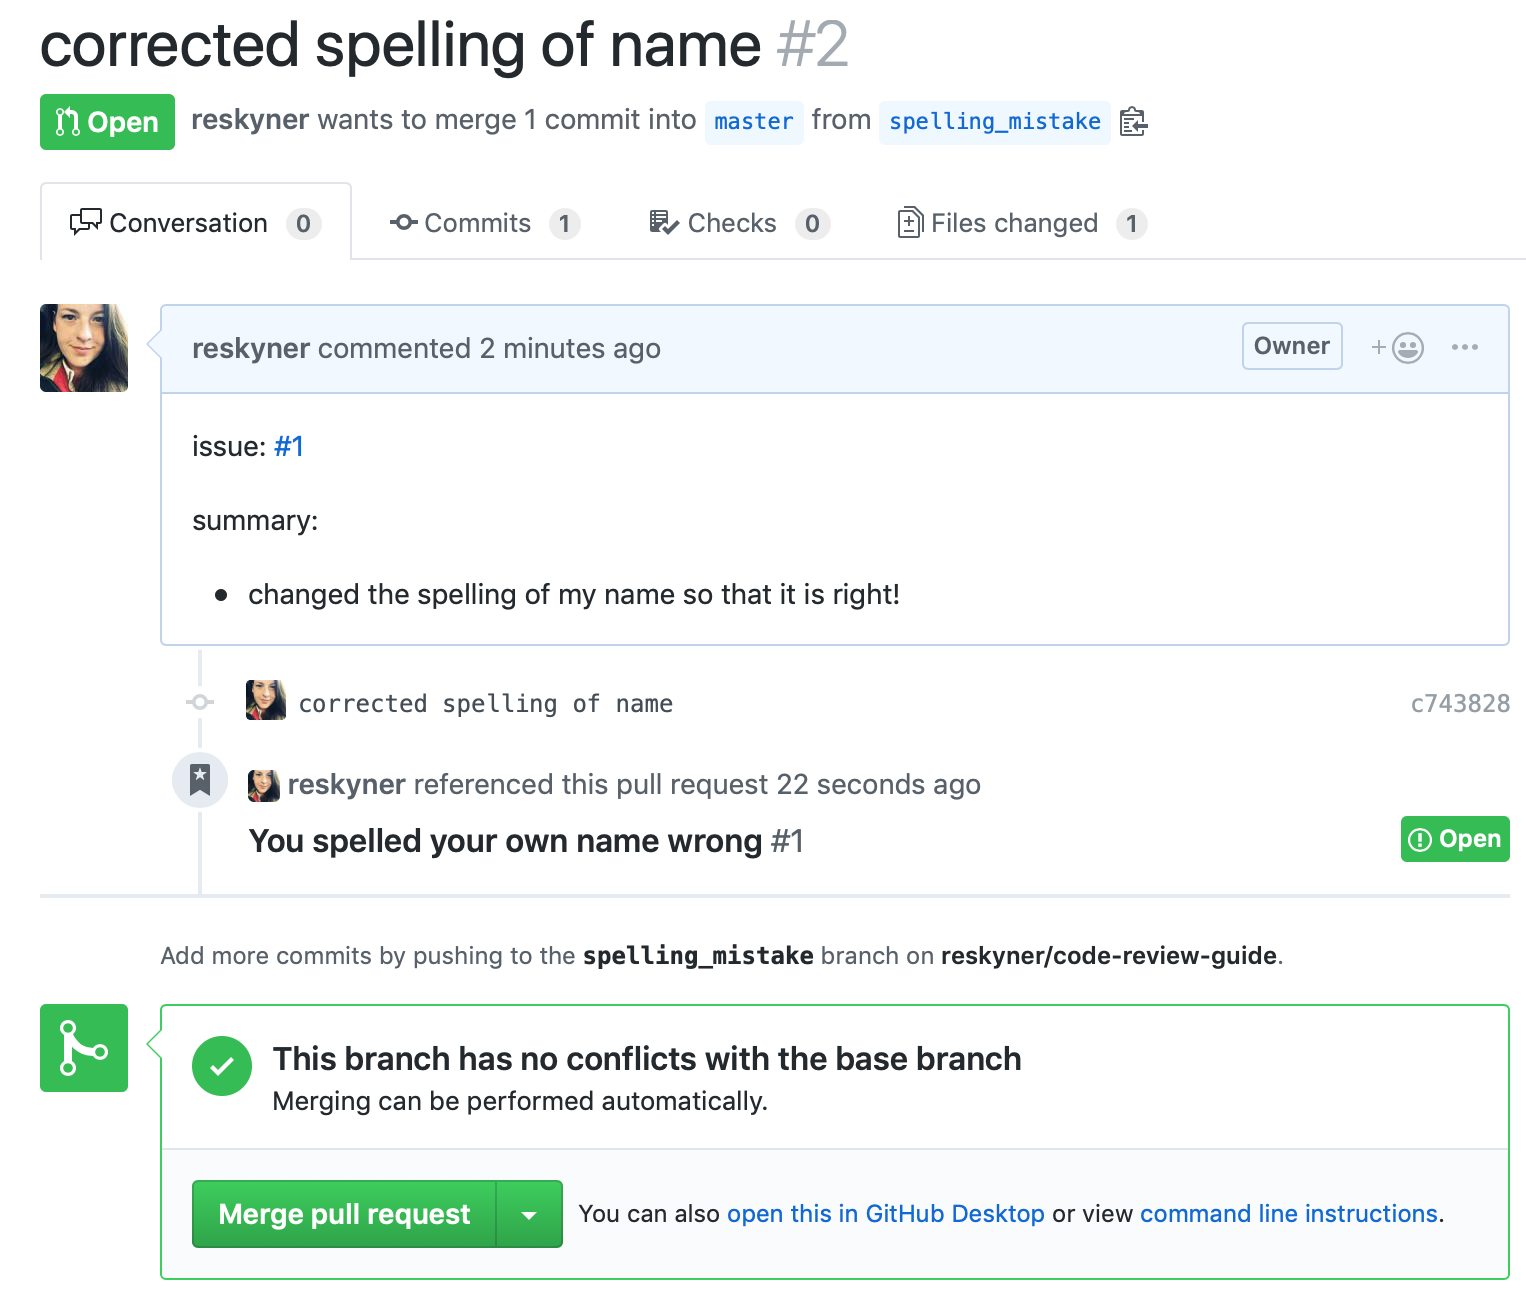 corrected spelling of name #2
Open reskyner wants to merge 1 commit into master from spelling_mistake
Conversation 0 Commits 1 Checks 0 Files changed 1
reskyner commented 2 minutes ago Owner
issue: #1
summary:
• changed the spelling of my name so that it is right!
corrected spelling of name c743828
reskyner referenced this pull request 22 seconds ago
You spelled your own name wrong #1 Open
Add more commits by pushing to the spelling_mistake branch on reskyner/code-review-guide.
This branch has no conflicts with the base branch
Merging can be performed automatically.
Merge pull request You can also open this in GitHub Desktop or view command line instructions.